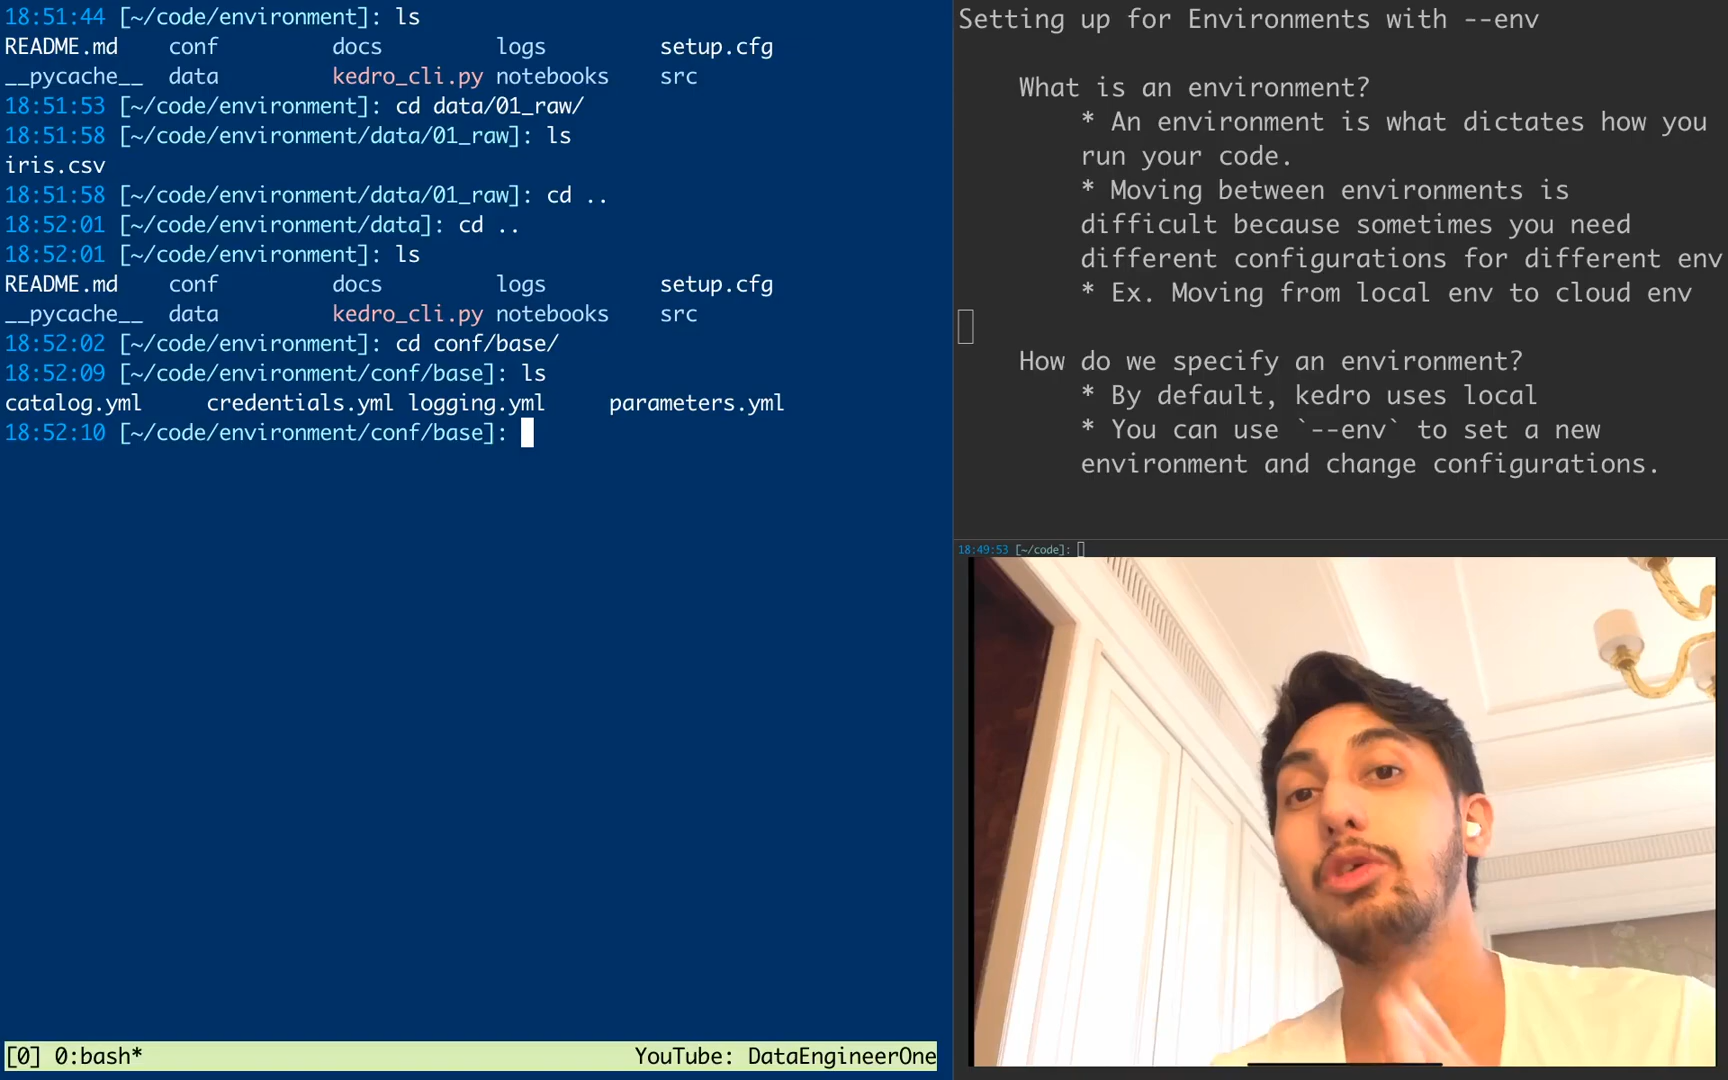 18:51:44 [~/code/environment]: ls
README.md conf docs logs setup.cfg
__pycache__ data kedro_cli.py notebooks src
18:51:53 [~/code/environment]: cd data/01_raw/
18:51:58 [~/code/environment/data/01_raw]: ls
iris.csv
18:51:58 [~/code/environment/data/01_raw]: cd ..
18:52:01 [~/code/environment/data]: cd ..
18:52:01 [~/code/environment]: ls
README.md conf docs logs setup.cfg
__pycache__ data kedro_cli.py notebooks src
18:52:02 [~/code/environment]: cd conf/base/
18:52:09 [~/code/environment/conf/base]: ls
catalog.yml credentials.yml logging.yml parameters.yml
18:52:10 [~/code/environment/conf/base]:
[0] 0:bash* YouTube: DataEngineerOne
Setting up for Environments with --env
What is an environment?
* An environment is what dictates how you
run your code.
* Moving between environments is
difficult because sometimes you need
different configurations for different env
* Ex. Moving from local env to cloud env
How do we specify an environment?
* By default, kedro uses local
* You can use `--env` to set a new
environment and change configurations.
18:49:53 [~/code]: